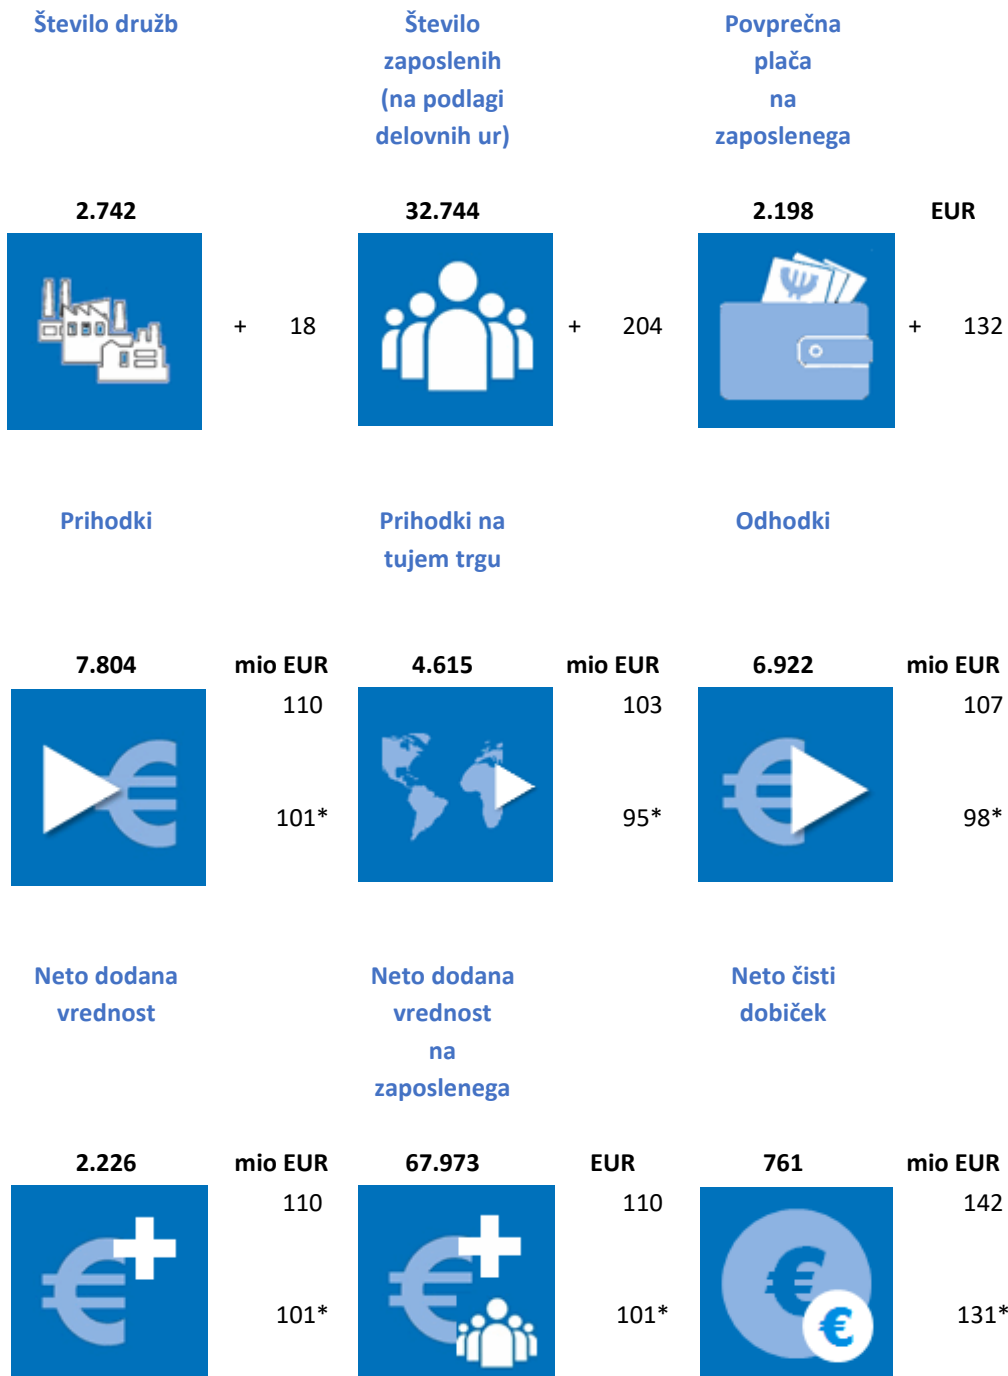 Število družb
Število
zaposlenih
(na podlagi
delovnih ur)
Povprečna
plača
na
zaposlenega
2.742
32.744
2.198 EUR
+ 18
+ 204
+ 132
Prihodki
Prihodki na
tujem trgu
Odhodki
7.804 mio EUR
4.615 mio EUR
6.922 mio EUR
110
103
107
101*
95*
98*
Neto dodana
vrednost
Neto dodana
vrednost
na
zaposlenega
Neto čisti
dobiček
2.226 mio EUR
67.973 EUR
761 mio EUR
110
110
142
101*
101*
131*